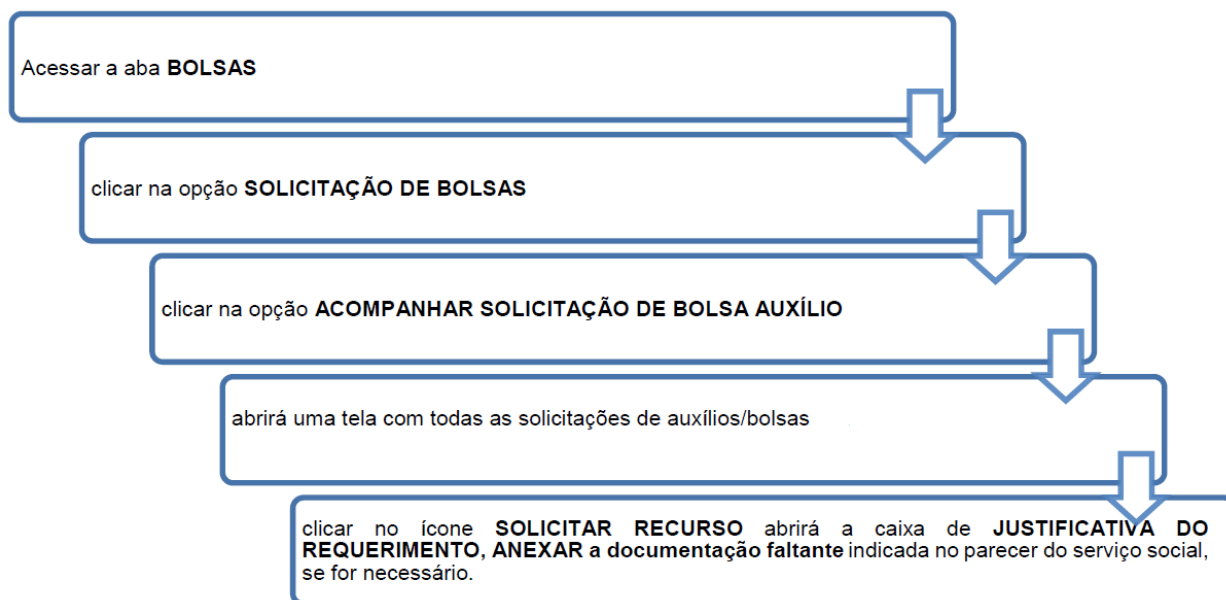 Acessar a aba BOLSAS
clicar na opção SOLICITAÇÃO DE BOLSAS
clicar na opção ACOMPANHAR SOLICITAÇÃO DE BOLSA AUXÍLIO
abrirá uma tela com todas as solicitações de auxílios/bolsas
clicar no ícone SOLICITAR RECURSO abrirá a caixa de JUSTIFICATIVA DO
REQUERIMENTO, ANEXAR a documentação faltante indicada no parecer do serviço social,
se for necessário.